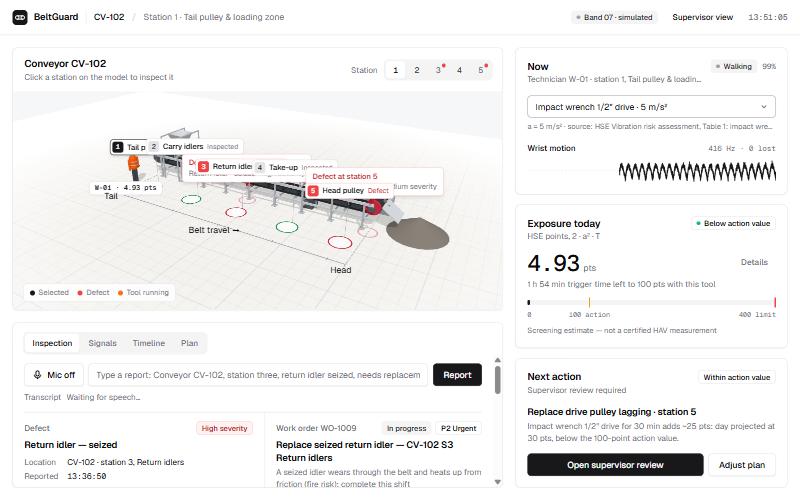 BeltGuard / CV-102 / Station 1 · Tail pulley & loading zone
Band 07 · simulated
Supervisor view
13:51:05
Conveyor CV-102
Click a station on the model to inspect it
Station 1 2 3 4 5
1 Tail p
2 Carry idlers Inspected
3 Return idle
4 Take-up Inspected
Defect at station 5
5 Head pulley Defect
dium severity
W-01 · 4.93 pts
Tail
Belt travel
Head
Selected Defect Tool running
Inspection Signals Timeline Plan
Mic off
Type a report: Conveyor CV-102, station three, return idler seized, needs replacem
Report
Transcript Waiting for speech...
Defect
High severity
Return idler — seized
Location CV-102 · station 3, Return idlers
Reported 13:36:50
Work order WO-1009
In progress
P2 Urgent
Replace seized return idler — CV-102 S3
Return Idlers
A seized idler wears through the belt and heats up from
friction (fire risk): complete this shift
Now
Walking 99%
Technician W-01 · station 1, Tail pulley & loadin...
Impact wrench 1/2" drive · 5 m/s²
a = 5 m/s² · source: HSE Vibration risk assessment, Table 1: impact wre...
Wrist motion
416 Hz · 0 lost
Exposure today
Below action value
HSE points, 2 · a² · T
4.93 pts
Details
1 h 54 min trigger time left to 100 pts with this tool
0 100 action 400 limit
Screening estimate — not a certified HAV measurement
Next action
Within action value
Supervisor review required
Replace drive pulley lagging · station 5
Impact wrench 1/2" drive for 30 min adds ~25 pts: day projected at
30 pts, below the 100-point action value.
Open supervisor review
Adjust plan